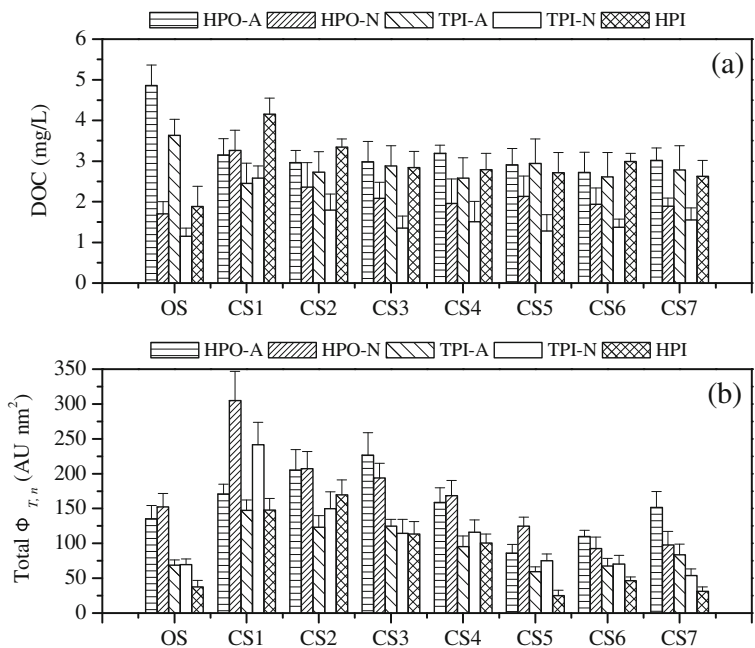 HPO-A HPO-N TPI-A TPI-N HPI
(a)
DOC (mg/L)
6
5
4
3
2
1
0
OS CS1 CS2 CS3 CS4 CS5 CS6 CS7
HPO-A HPO-N TPI-A TPI-N HPI
(b)
Total Φ T, n (AU nm²)
350
300
250
200
150
100
50
0
OS CS1 CS2 CS3 CS4 CS5 CS6 CS7